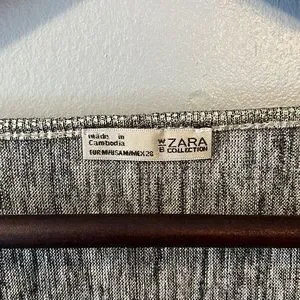 made in
Cambodia
EUR M/USA M/MEX 28
W&B ZARA
COLLECTION